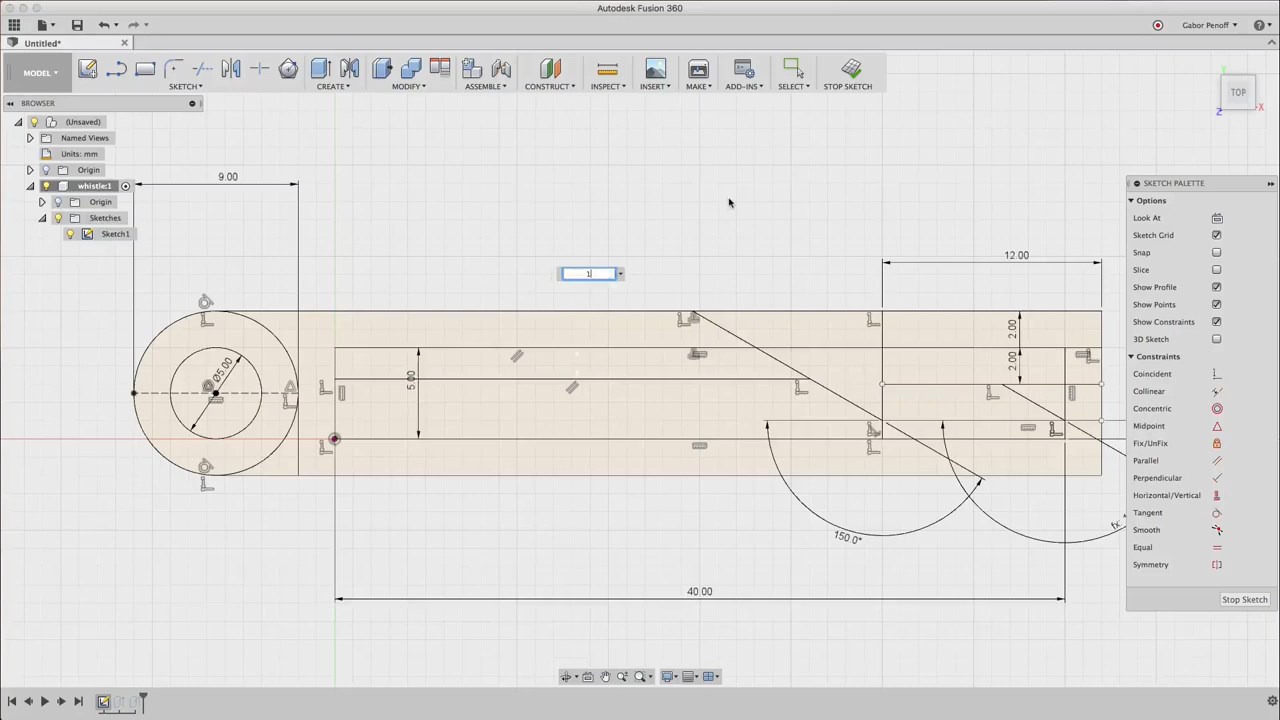 Autodesk Fusion 360
Gabor Penoff
Untitled*
MODEL
SKETCH
CREATE
MODIFY
ASSEMBLE
CONSTRUCT
INSPECT
INSERT
MAKE
ADD-INS
SELECT
STOP SKETCH
BROWSER
(Unsaved)
Named Views
Units: mm
Origin
whistle:1
Origin
Sketches
Sketch1
TOP
X
Y
Z
9.00
1
12.00
2.00
2.00
Ø5.00
5.00
150.0°
fx:
40.00
SKETCH PALETTE
Options
Look At
Sketch Grid
Snap
Slice
Show Profile
Show Points
Show Constraints
3D Sketch
Constraints
Coincident
Collinear
Concentric
Midpoint
Fix/UnFix
Parallel
Perpendicular
Horizontal/Vertical
Tangent
Smooth
Equal
Symmetry
Stop Sketch